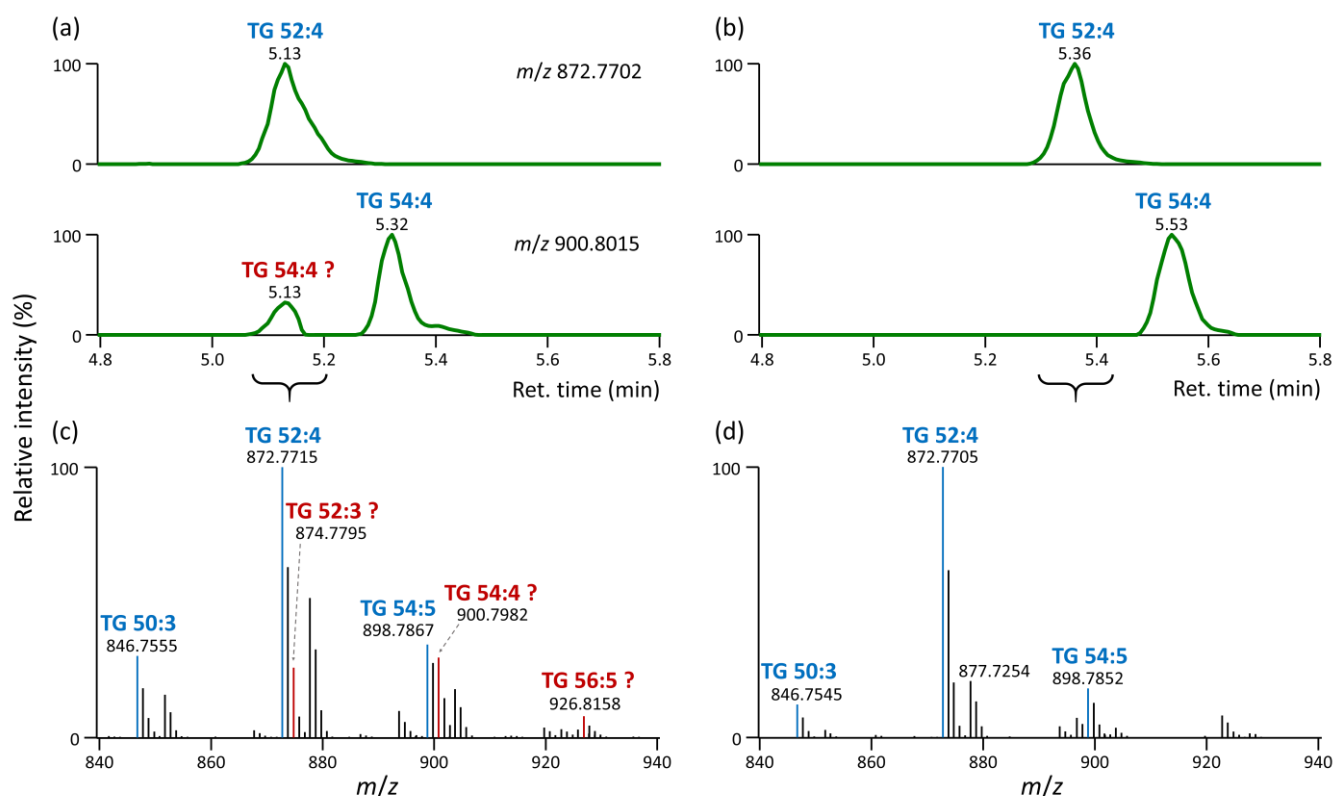 (a)
TG 52:4
5.13
m/z 872.7702
100
0
TG 54:4
5.32
m/z 900.8015
100
TG 54:4 ?
5.13
0
4.8 5.0 5.2 5.4 5.6 5.8
Ret. time (min)
(b)
TG 52:4
5.36
100
0
TG 54:4
5.53
100
0
4.8 5.0 5.2 5.4 5.6 5.8
Ret. time (min)
Relative intensity (%)
(c)
TG 52:4
872.7715
100
TG 52:3 ?
874.7795
TG 54:4 ?
900.7982
TG 54:5
898.7867
TG 50:3
846.7555
TG 56:5 ?
926.8158
0
840 860 880 900 920 940
m/z
(d)
TG 52:4
872.7705
100
TG 50:3
846.7545
877.7254
TG 54:5
898.7852
0
840 860 880 900 920 940
m/z